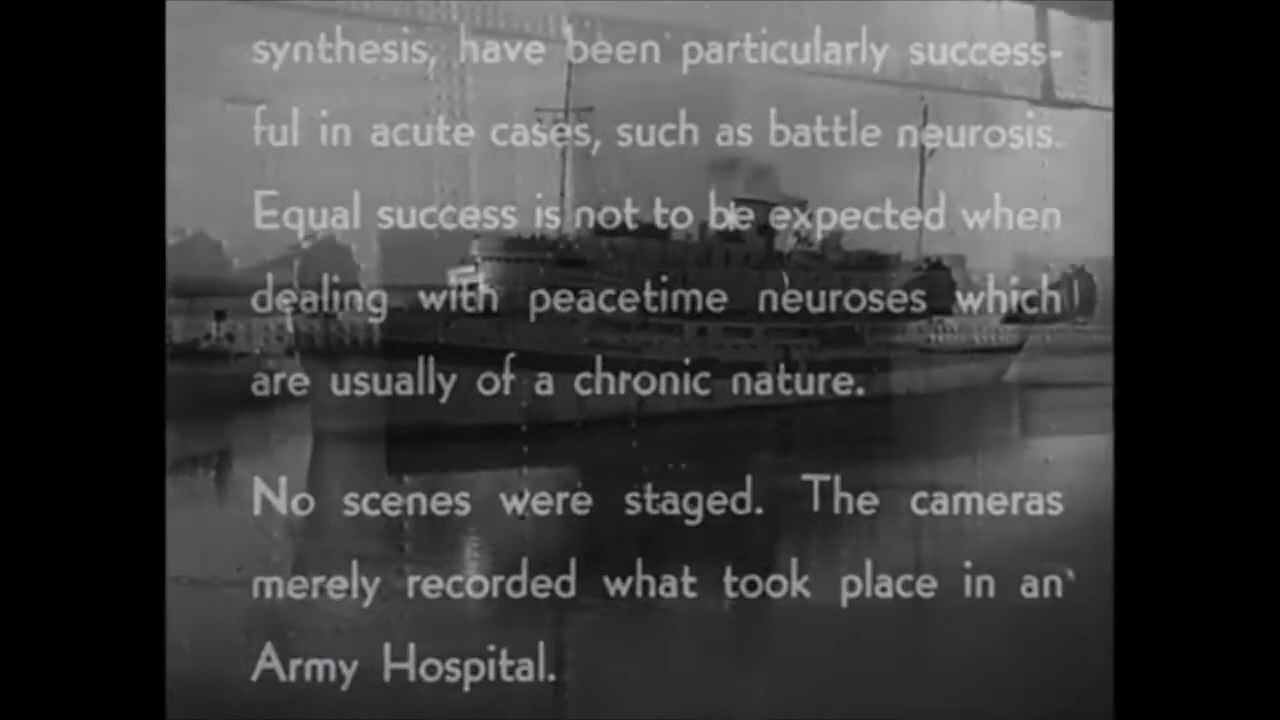 synthesis, have been particularly success-
ful in acute cases, such as battle neurosis.
Equal success is not to be expected when
dealing with peacetime neuroses which
are usually of a chronic nature.
No scenes were staged. The cameras
merely recorded what took place in an
Army Hospital.